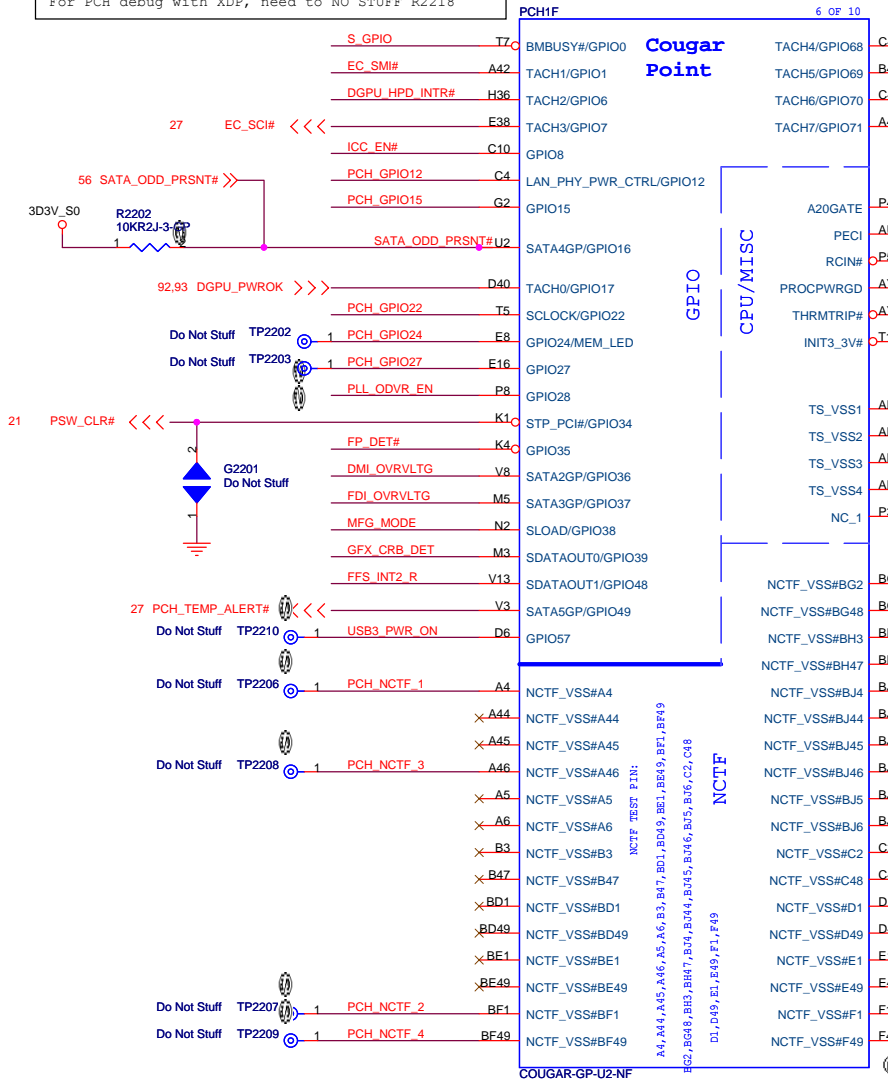 For PCH debug with XDP, need to NO STUFF R2218
PCH1F
6 OF 10
Cougar
Point
S_GPIO T7 BMBUSY#/GPIO0 TACH4/GPIO68
EC_SMI# A42 TACH1/GPIO1 TACH5/GPIO69
DGPU_HPD_INTR# H36 TACH2/GPIO6 TACH6/GPIO70
27 EC_SCI# E38 TACH3/GPIO7 TACH7/GPIO71
ICC_EN# C10 GPIO8
PCH_GPIO12 C4 LAN_PHY_PWR_CTRL/GPIO12
56 SATA_ODD_PRSNT#
PCH_GPIO15 G2 GPIO15 A20GATE
3D3V_S0
R2202
10KR2J-3-GP
1 2
SATA_ODD_PRSNT# U2 SATA4GP/GPIO16
PECI
RCIN#
92,93 DGPU_PWROK D40 TACH0/GPIO17 PROCPWRGD
PCH_GPIO22 T5 SCLOCK/GPIO22 THRMTRIP#
Do Not Stuff TP2202 1 PCH_GPIO24 E8 GPIO24/MEM_LED INIT3_3V#
Do Not Stuff TP2203 1 PCH_GPIO27 E16 GPIO27
PLL_ODVR_EN P8 GPIO28
GPIO
CPU/MISC
21 PSW_CLR# K1 STP_PCI#/GPIO34 TS_VSS1
FP_DET# K4 GPIO35 TS_VSS2
2
G2201
Do Not Stuff
1
DMI_OVRVLTG V8 SATA2GP/GPIO36 TS_VSS3
FDI_OVRVLTG M5 SATA3GP/GPIO37 TS_VSS4
MFG_MODE N2 SLOAD/GPIO38 NC_1
GFX_CRB_DET M3 SDATAOUT0/GPIO39
FFS_INT2_R V13 SDATAOUT1/GPIO48 NCTF_VSS#BG2
27 PCH_TEMP_ALERT# V3 SATA5GP/GPIO49 NCTF_VSS#BG48
Do Not Stuff TP2210 1 USB3_PWR_ON D6 GPIO57 NCTF_VSS#BH3
NCTF_VSS#BH47
Do Not Stuff TP2206 1 PCH_NCTF_1 A4 NCTF_VSS#A4 NCTF_VSS#BJ4
A44 NCTF_VSS#A44 NCTF_VSS#BJ44
A45 NCTF_VSS#A45 NCTF_VSS#BJ45
Do Not Stuff TP2208 1 PCH_NCTF_3 A46 NCTF_VSS#A46 NCTF_VSS#BJ46
A5 NCTF_VSS#A5 NCTF_VSS#BJ5
A6 NCTF_VSS#A6 NCTF_VSS#BJ6
B3 NCTF_VSS#B3 NCTF_VSS#C2
B47 NCTF_VSS#B47 NCTF_VSS#C48
BD1 NCTF_VSS#BD1 NCTF_VSS#D1
BD49 NCTF_VSS#BD49 NCTF_VSS#D49
BE1 NCTF_VSS#BE1 NCTF_VSS#E1
BE49 NCTF_VSS#BE49 NCTF_VSS#E49
Do Not Stuff TP2207 1 PCH_NCTF_2 BF1 NCTF_VSS#BF1 NCTF_VSS#F1
Do Not Stuff TP2209 1 PCH_NCTF_4 BF49 NCTF_VSS#BF49 NCTF_VSS#F49
NCTF TEST PIN:
A4,A44,A45,A46,A5,A6,B3,B47,BD1,BD49,BE1,BE49,BF1,BF49
BG2,BG48,BH3,BH47,BJ4,BJ44,BJ45,BJ46,BJ5,BJ6,C2,C48
D1,D49,E1,E49,F1,F49
NCTF
COUGAR-GP-U2-NF